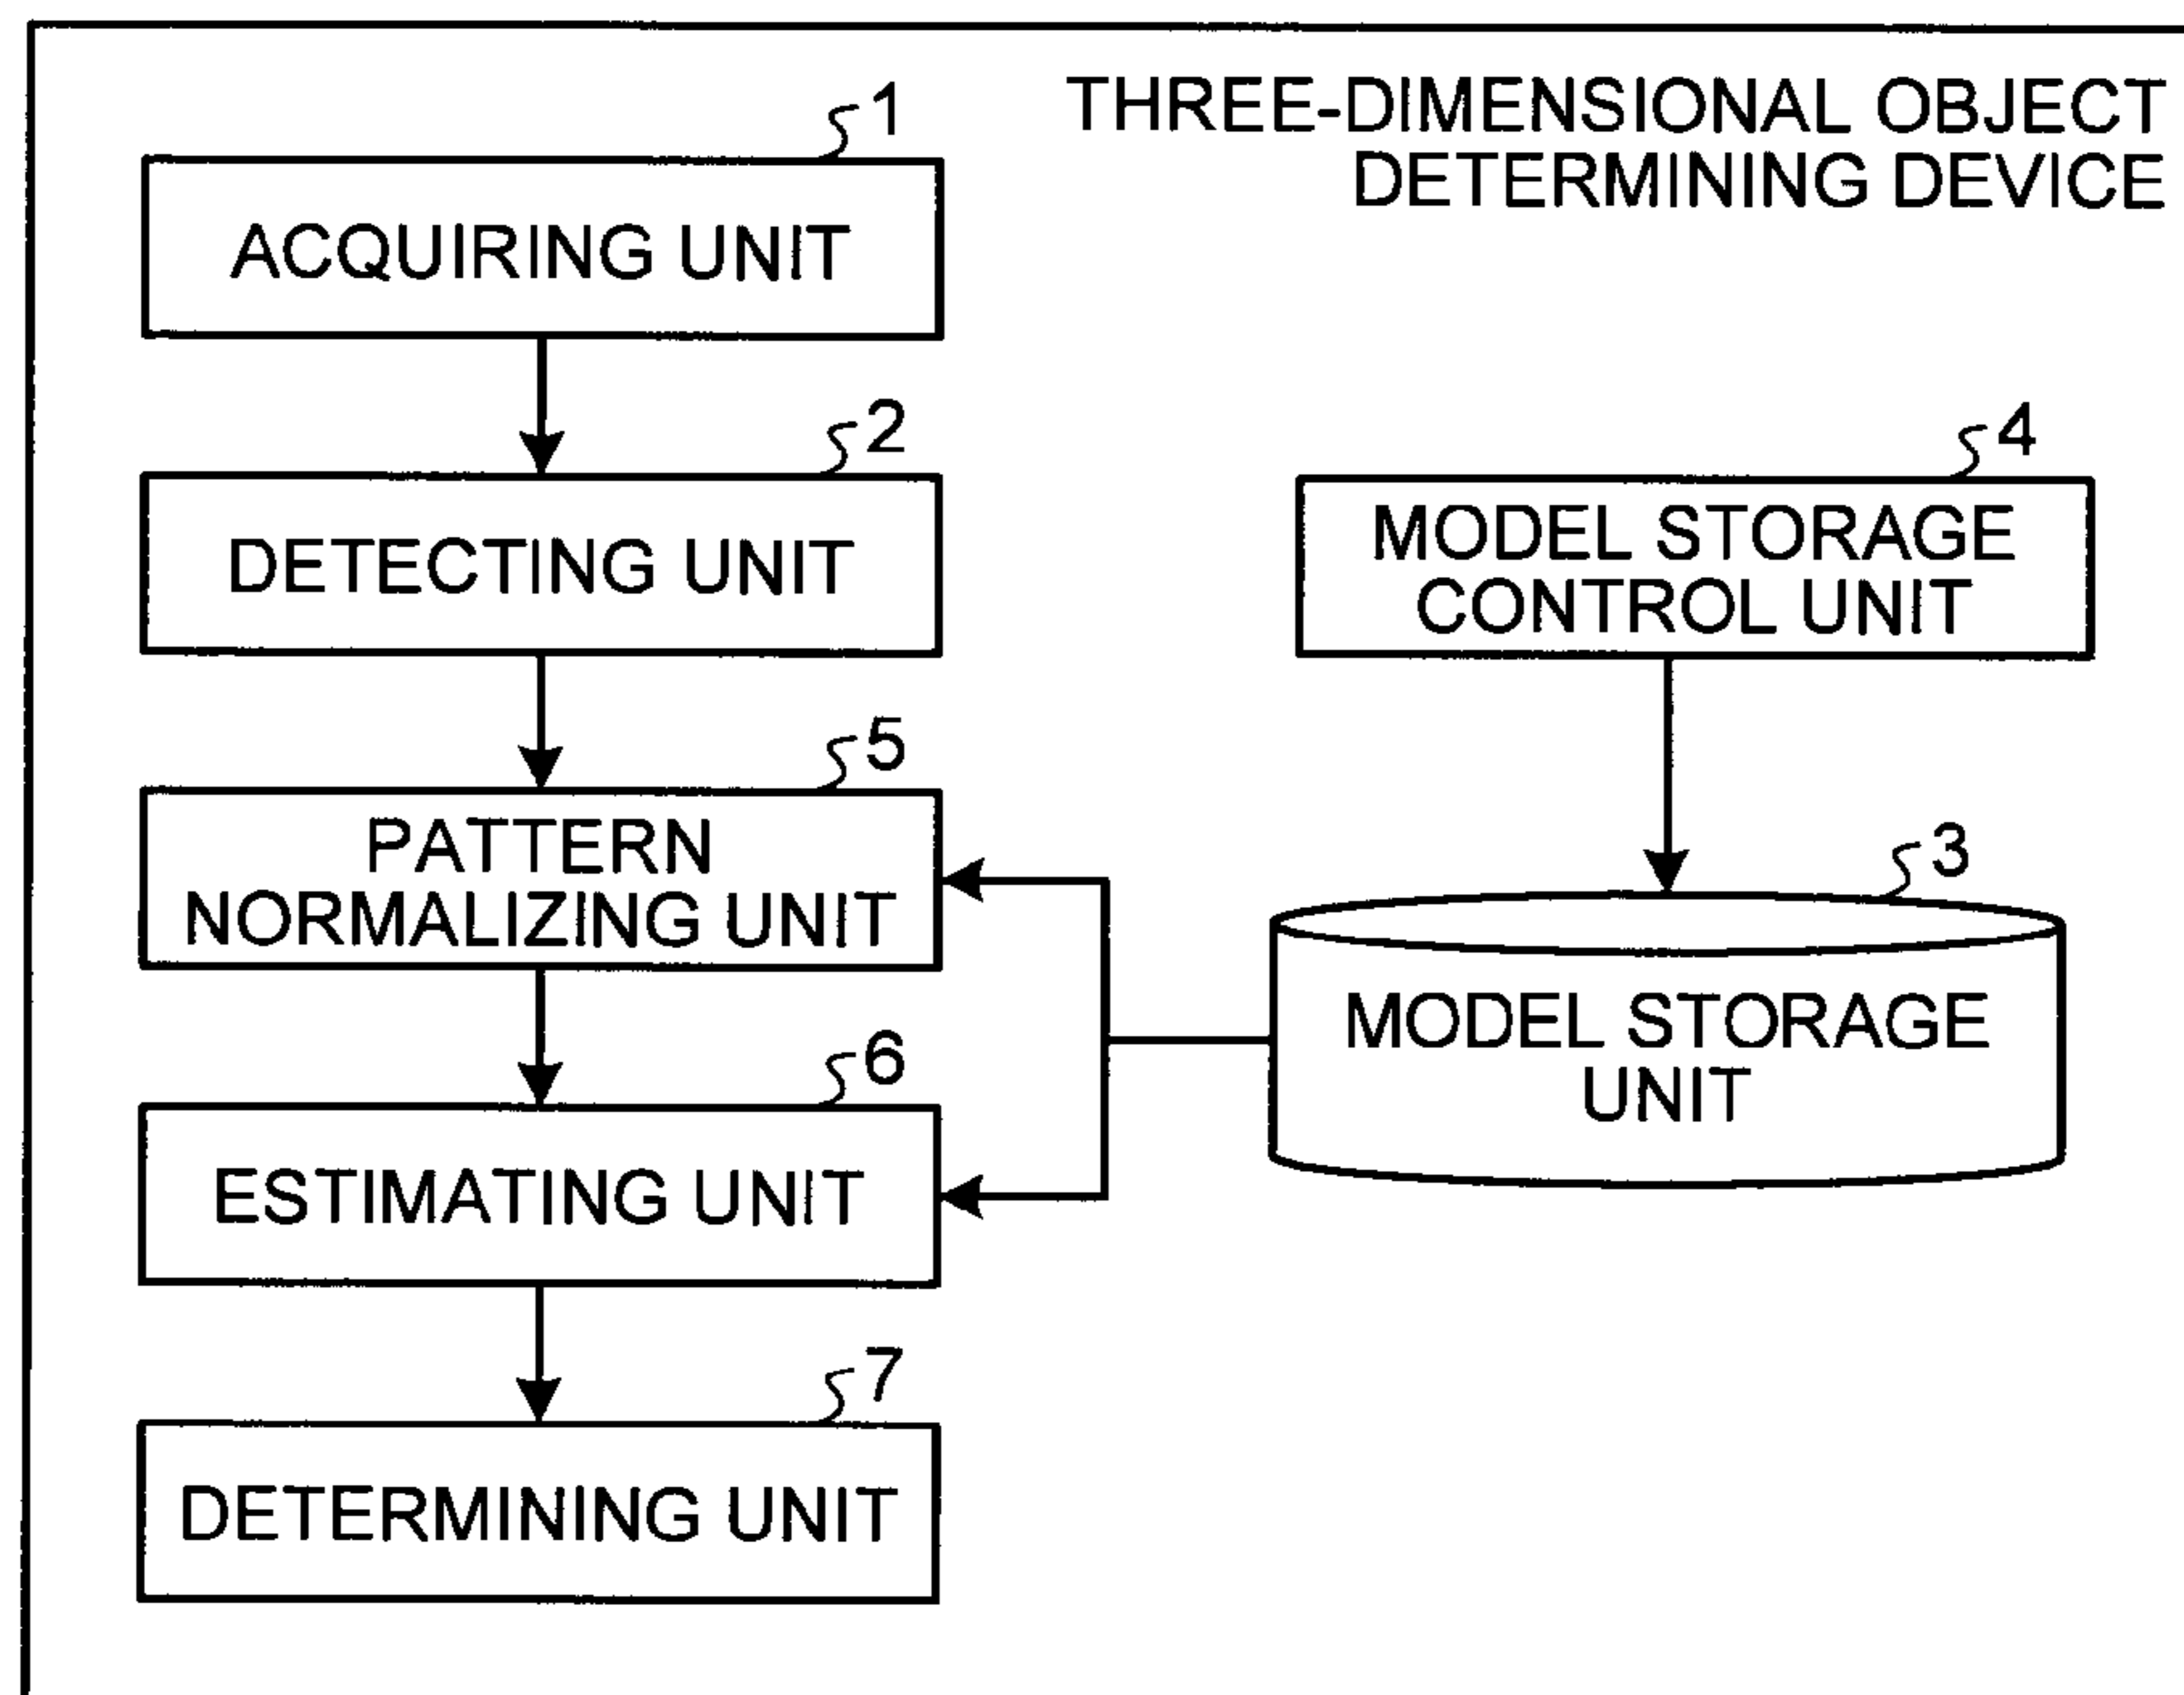 THREE-DIMENSIONAL OBJECT
DETERMINING DEVICE
1
ACQUIRING UNIT
2
DETECTING UNIT
4
MODEL STORAGE
CONTROL UNIT
5
PATTERN
NORMALIZING UNIT
3
MODEL STORAGE
UNIT
6
ESTIMATING UNIT
7
DETERMINING UNIT